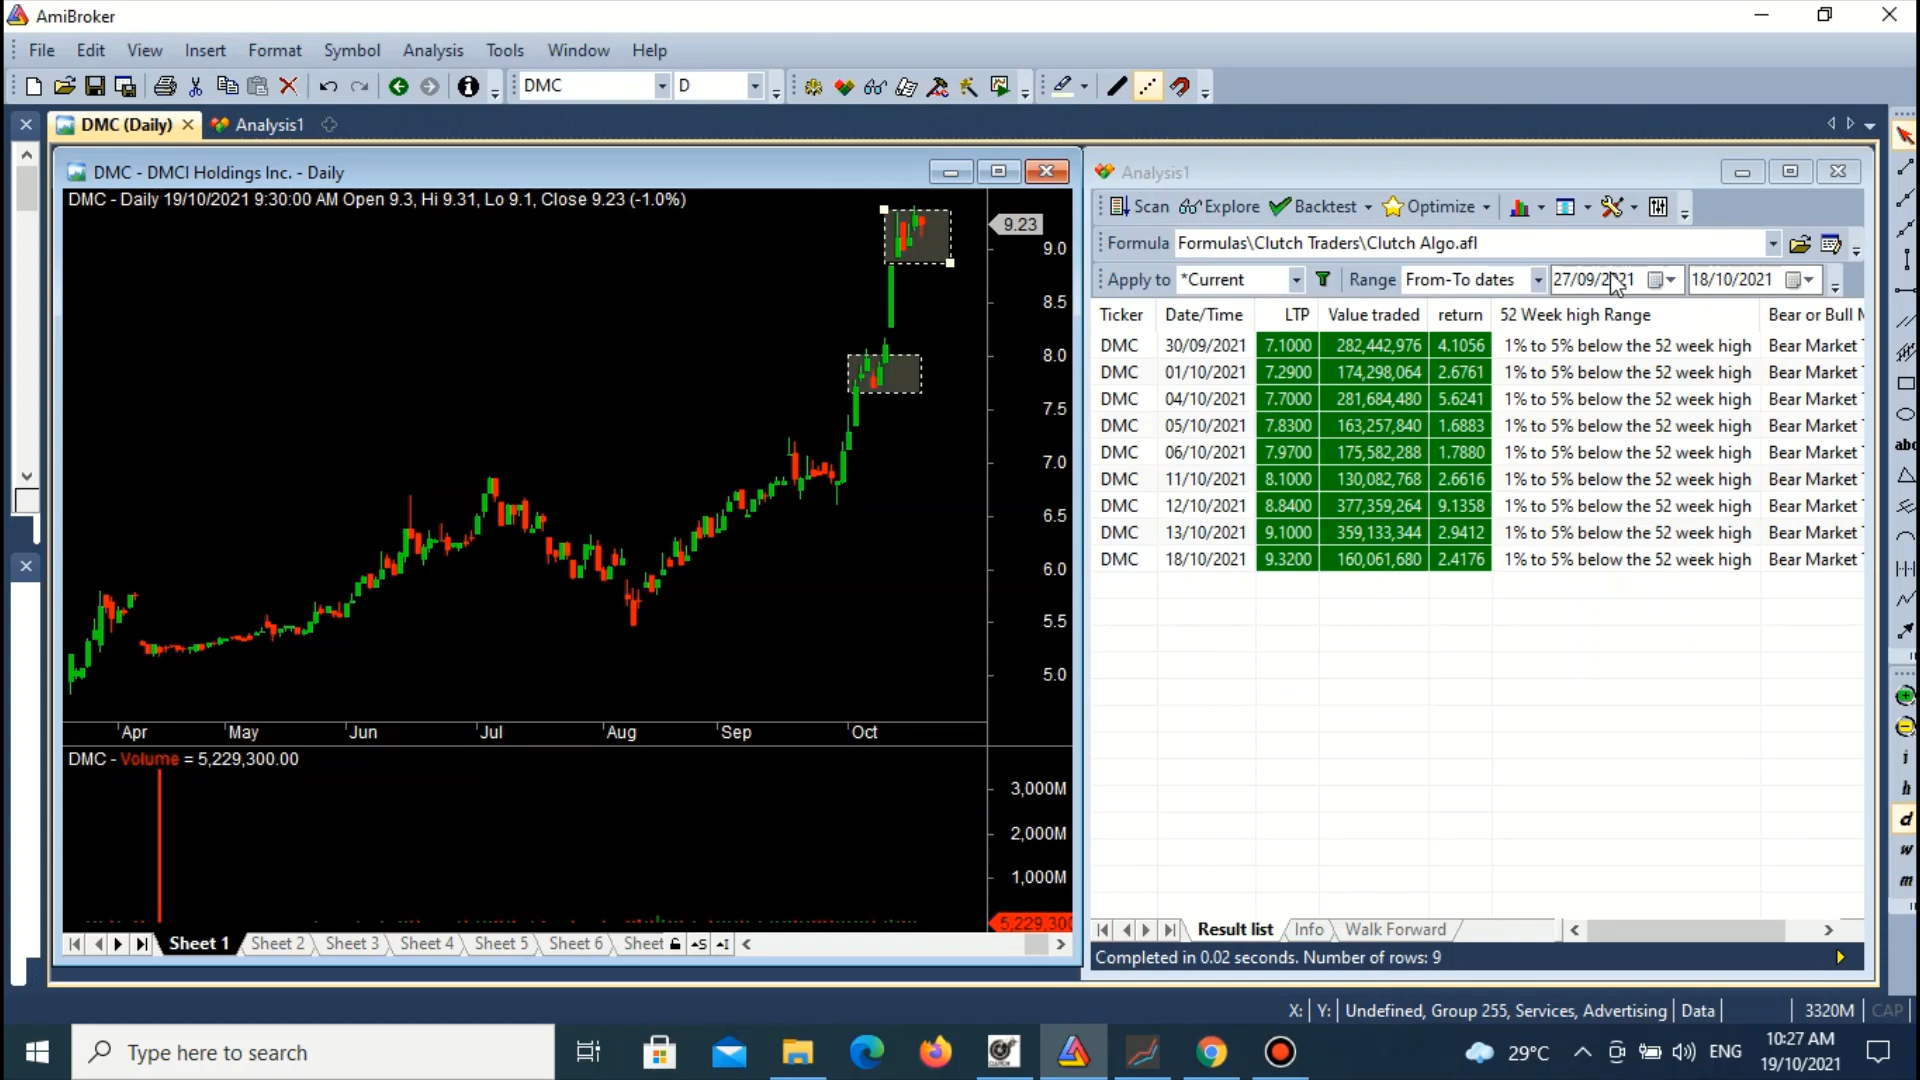 AmiBroker
File Edit View Insert Format Symbol Analysis Tools Window Help
DMC D
DMC (Daily) Analysis1
DMC - DMCI Holdings Inc. - Daily
DMC - Daily 19/10/2021 9:30:00 AM Open 9.3, Hi 9.31, Lo 9.1, Close 9.23 (-1.0%)
9.23
9.0
8.5
8.0
7.5
7.0
6.5
6.0
5.5
5.0
Apr May Jun Jul Aug Sep Oct
DMC - Volume = 5,229,300.00
3,000M
2,000M
1,000M
5,229,300
Sheet 1 Sheet 2 Sheet 3 Sheet 4 Sheet 5 Sheet 6 Sheet
Analysis1
Scan Explore Backtest Optimize
Formula Formulas\Clutch Traders\Clutch Algo.afl
Apply to *Current Range From-To dates 27/09/2021 18/10/2021
Ticker Date/Time LTP Value traded return 52 Week high Range Bear or Bull M
DMC 30/09/2021 7.1000 282,442,976 4.1056 1% to 5% below the 52 week high Bear Market
DMC 01/10/2021 7.2900 174,298,064 2.6761 1% to 5% below the 52 week high Bear Market
DMC 04/10/2021 7.7000 281,684,480 5.6241 1% to 5% below the 52 week high Bear Market
DMC 05/10/2021 7.8300 163,257,840 1.6883 1% to 5% below the 52 week high Bear Market
DMC 06/10/2021 7.9700 175,582,288 1.7880 1% to 5% below the 52 week high Bear Market
DMC 11/10/2021 8.1000 130,082,768 2.6616 1% to 5% below the 52 week high Bear Market
DMC 12/10/2021 8.8400 377,359,264 9.1358 1% to 5% below the 52 week high Bear Market
DMC 13/10/2021 9.1000 359,133,344 2.9412 1% to 5% below the 52 week high Bear Market
DMC 18/10/2021 9.3200 160,061,680 2.4176 1% to 5% below the 52 week high Bear Market
Result list Info Walk Forward
Completed in 0.02 seconds. Number of rows: 9
abc
i
h
d
w
m
X: Y: Undefined, Group 255, Services, Advertising Data 3320M CAP
Type here to search
29°C ENG
10:27 AM
19/10/2021